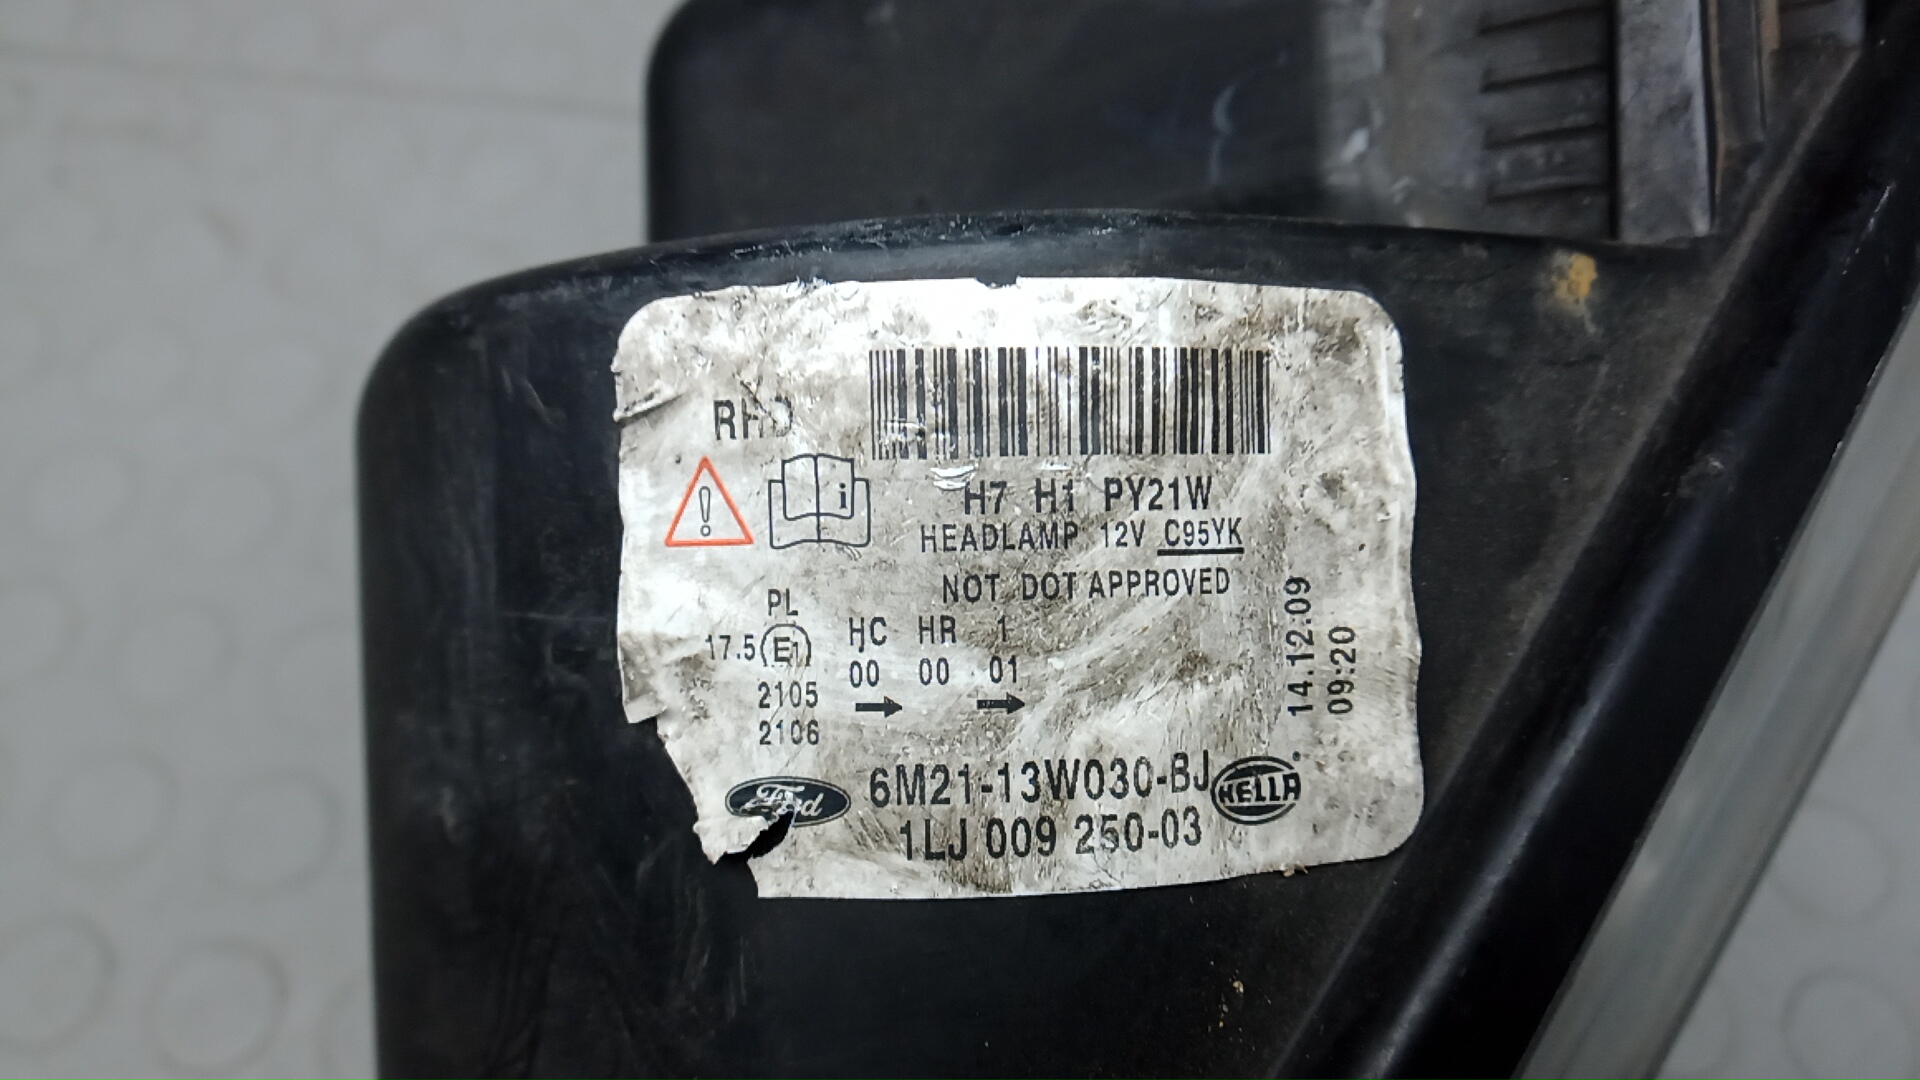 RHD
i
H7 H1 PY21W
HEADLAMP 12V C95YK
NOT DOT APPROVED
PL
17.5 E1 HC HR 1
00 00 01
2105
2106
14.12.09
09:20
Ford 6M21-13W030-BJ HELLA
1LJ 009 250-03